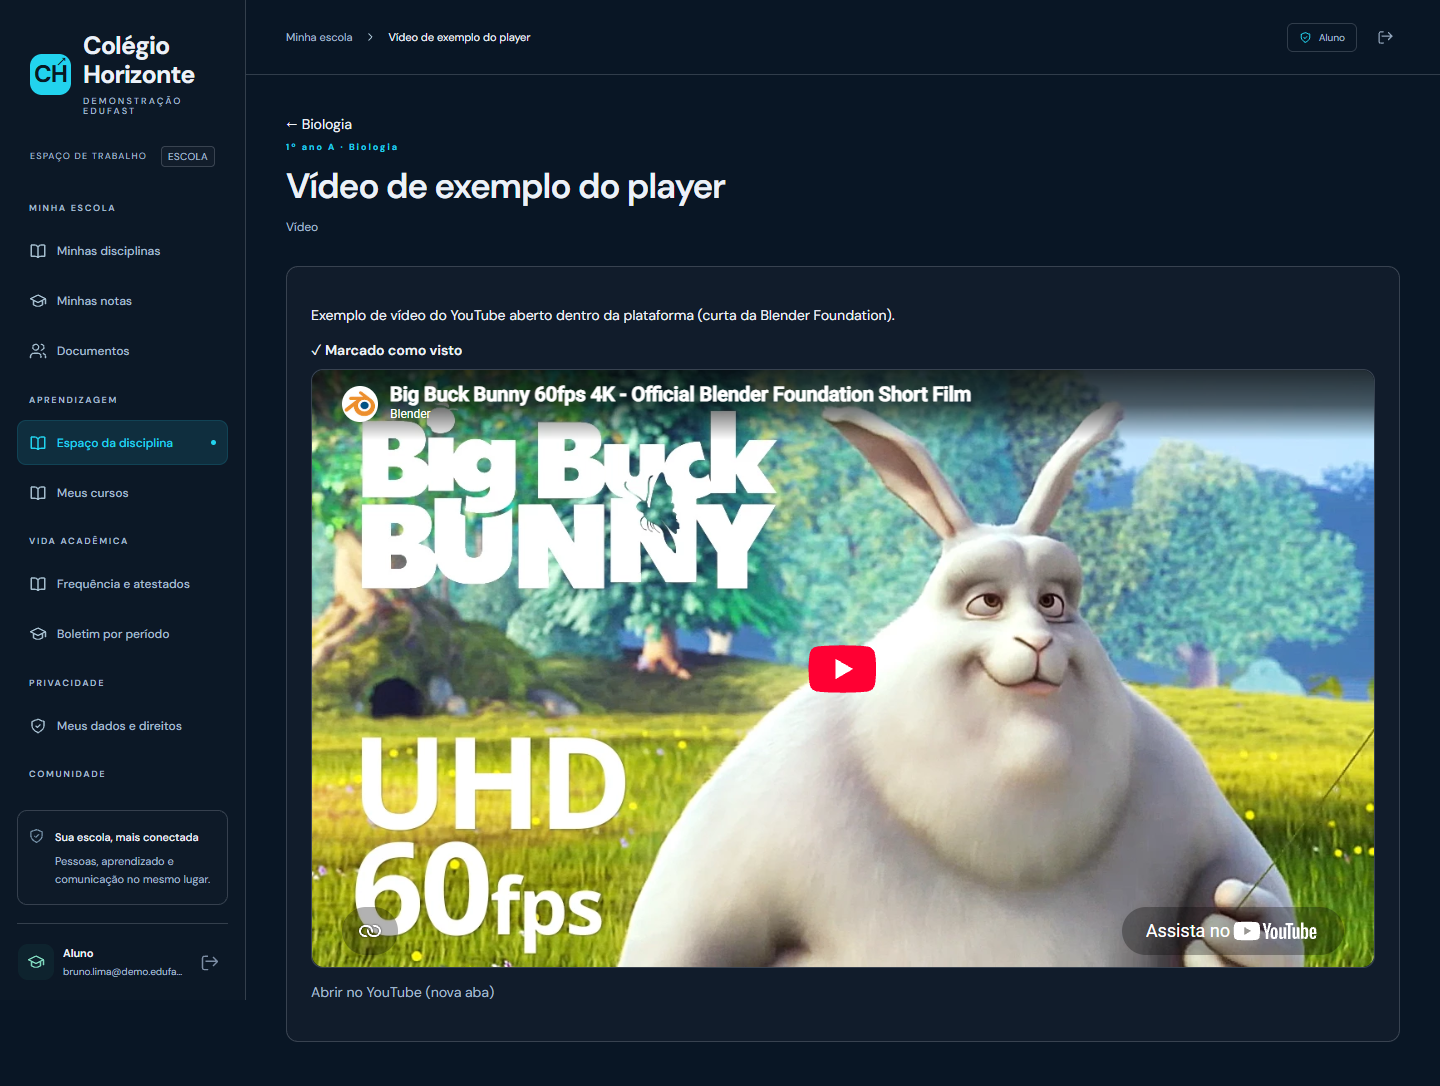 Colégio
Horizonte
DEMONSTRAÇÃO
EDUFAST
CH
ESPAÇO DE TRABALHO
ESCOLA
MINHA ESCOLA
Minhas disciplinas
Minhas notas
Documentos
APRENDIZAGEM
Espaço da disciplina
Meus cursos
VIDA ACADÊMICA
Frequência e atestados
Boletim por período
PRIVACIDADE
Meus dados e direitos
COMUNIDADE
Sua escola, mais conectada
Pessoas, aprendizado e
comunicação no mesmo lugar.
Aluno
bruno.lima@demo.edufa...
Minha escola > Vídeo de exemplo do player
Aluno
← Biologia
1º ano A · Biologia
Vídeo de exemplo do player
Vídeo
Exemplo de vídeo do YouTube aberto dentro da plataforma (curta da Blender Foundation).
✓ Marcado como visto
Big Buck Bunny 60fps 4K - Official Blender Foundation Short Film
Blender
Big Buck
BUNNY
UHD
60fps
Assista no YouTube
Abrir no YouTube (nova aba)